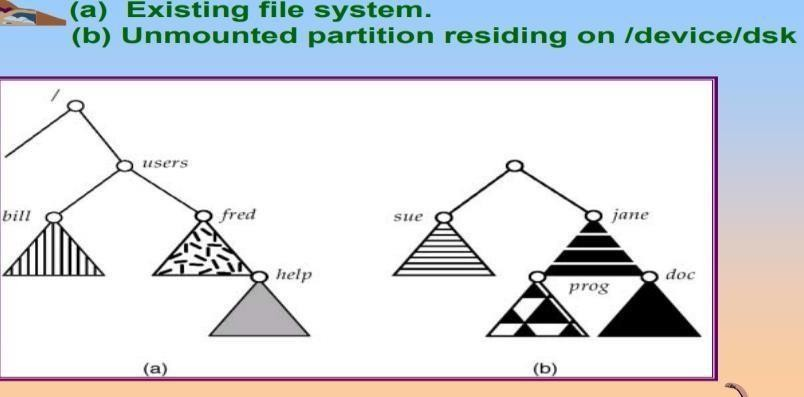 (a) Existing file system.
(b) Unmounted partition residing on /device/dsk
/
users
bill
fred
help
sue
jane
prog
doc
(a)
(b)